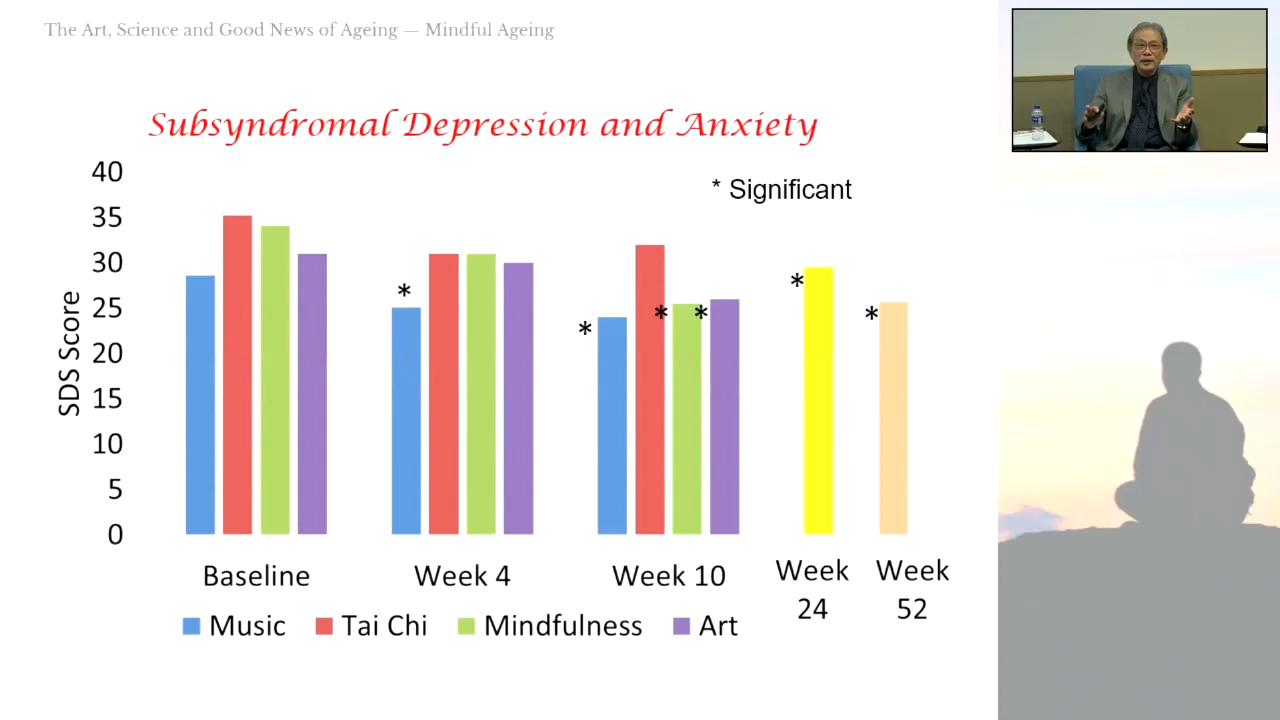 The Art, Science and Good News of Ageing — Mindful Ageing
Subsyndromal Depression and Anxiety
* Significant
SDS Score
40
35
30
25
20
15
10
5
0
*
*
*
*
*
*
Baseline
Week 4
Week 10
Week 24
Week 52
Music
Tai Chi
Mindfulness
Art